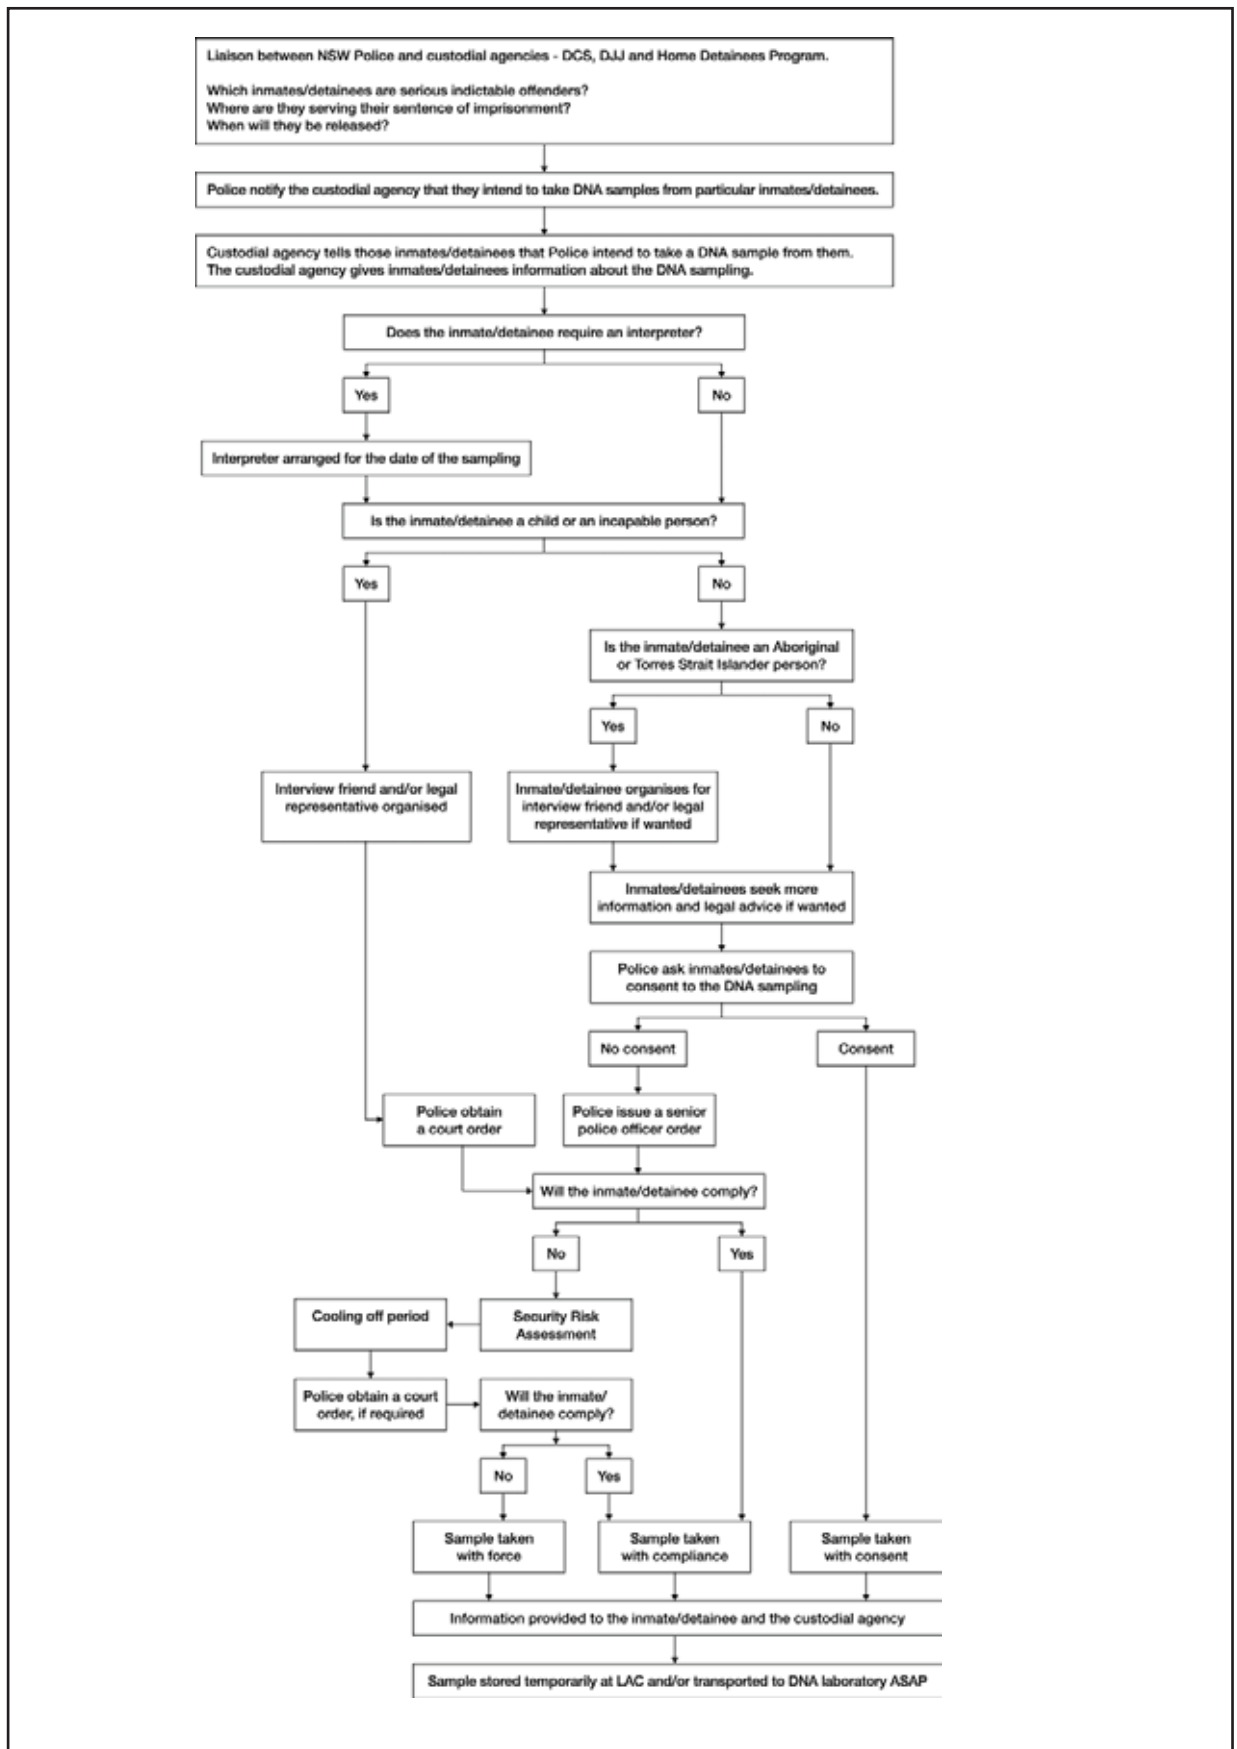 Liaison between NSW Police and custodial agencies - DCS, DJJ and Home Detainees Program.
Which inmates/detainees are serious indictable offenders?
Where are they serving their sentence of imprisonment?
When will they be released?
Police notify the custodial agency that they intend to take DNA samples from particular inmates/detainees.
Custodial agency tells those inmates/detainees that Police intend to take a DNA sample from them.
The custodial agency gives inmates/detainees information about the DNA sampling.
Does the inmate/detainee require an interpreter?
Yes
No
Interpreter arranged for the date of the sampling
Is the inmate/detainee a child or an incapable person?
Yes
No
Is the inmate/detainee an Aboriginal
or Torres Strait Islander person?
Yes
No
Interview friend and/or legal
representative organised
Inmate/detainee organises for
interview friend and/or legal
representative if wanted
Inmates/detainees seek more
information and legal advice if wanted
Police ask inmates/detainees to
consent to the DNA sampling
No consent
Consent
Police obtain
a court order
Police issue a senior
police officer order
Will the inmate/detainee comply?
No
Yes
Cooling off period
Security Risk
Assessment
Police obtain a court
order, if required
Will the inmate/
detainee comply?
No
Yes
Sample taken
with force
Sample taken
with compliance
Sample taken
with consent
Information provided to the inmate/detainee and the custodial agency
Sample stored temporarily at LAC and/or transported to DNA laboratory ASAP